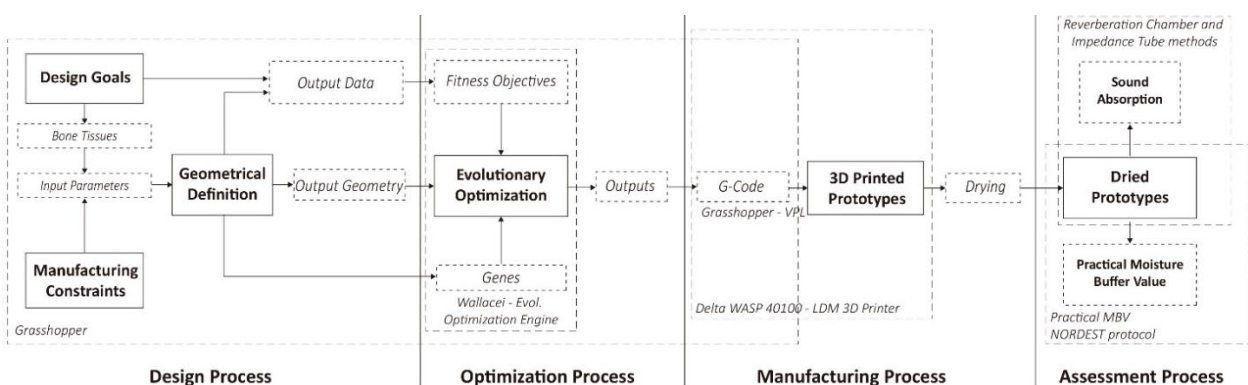 Design Goals
Bone Tissues
Input Parameters
Manufacturing
Constraints
Grasshopper
Geometrical
Definition
Output Data
Output Geometry
Design Process
Fitness Objectives
Evolutionary
Optimization
Genes
Wallacei - Evol.
Optimization Engine
Outputs
Optimization Process
G-Code
Grasshopper - VPL
3D Printed
Prototypes
Delta WASP 40100 - LDM 3D Printer
Drying
Manufacturing Process
Reverberation Chamber and
Impedance Tube methods
Sound
Absorption
Dried
Prototypes
Practical Moisture
Buffer Value
Practical MBV
NORDEST protocol
Assessment Process